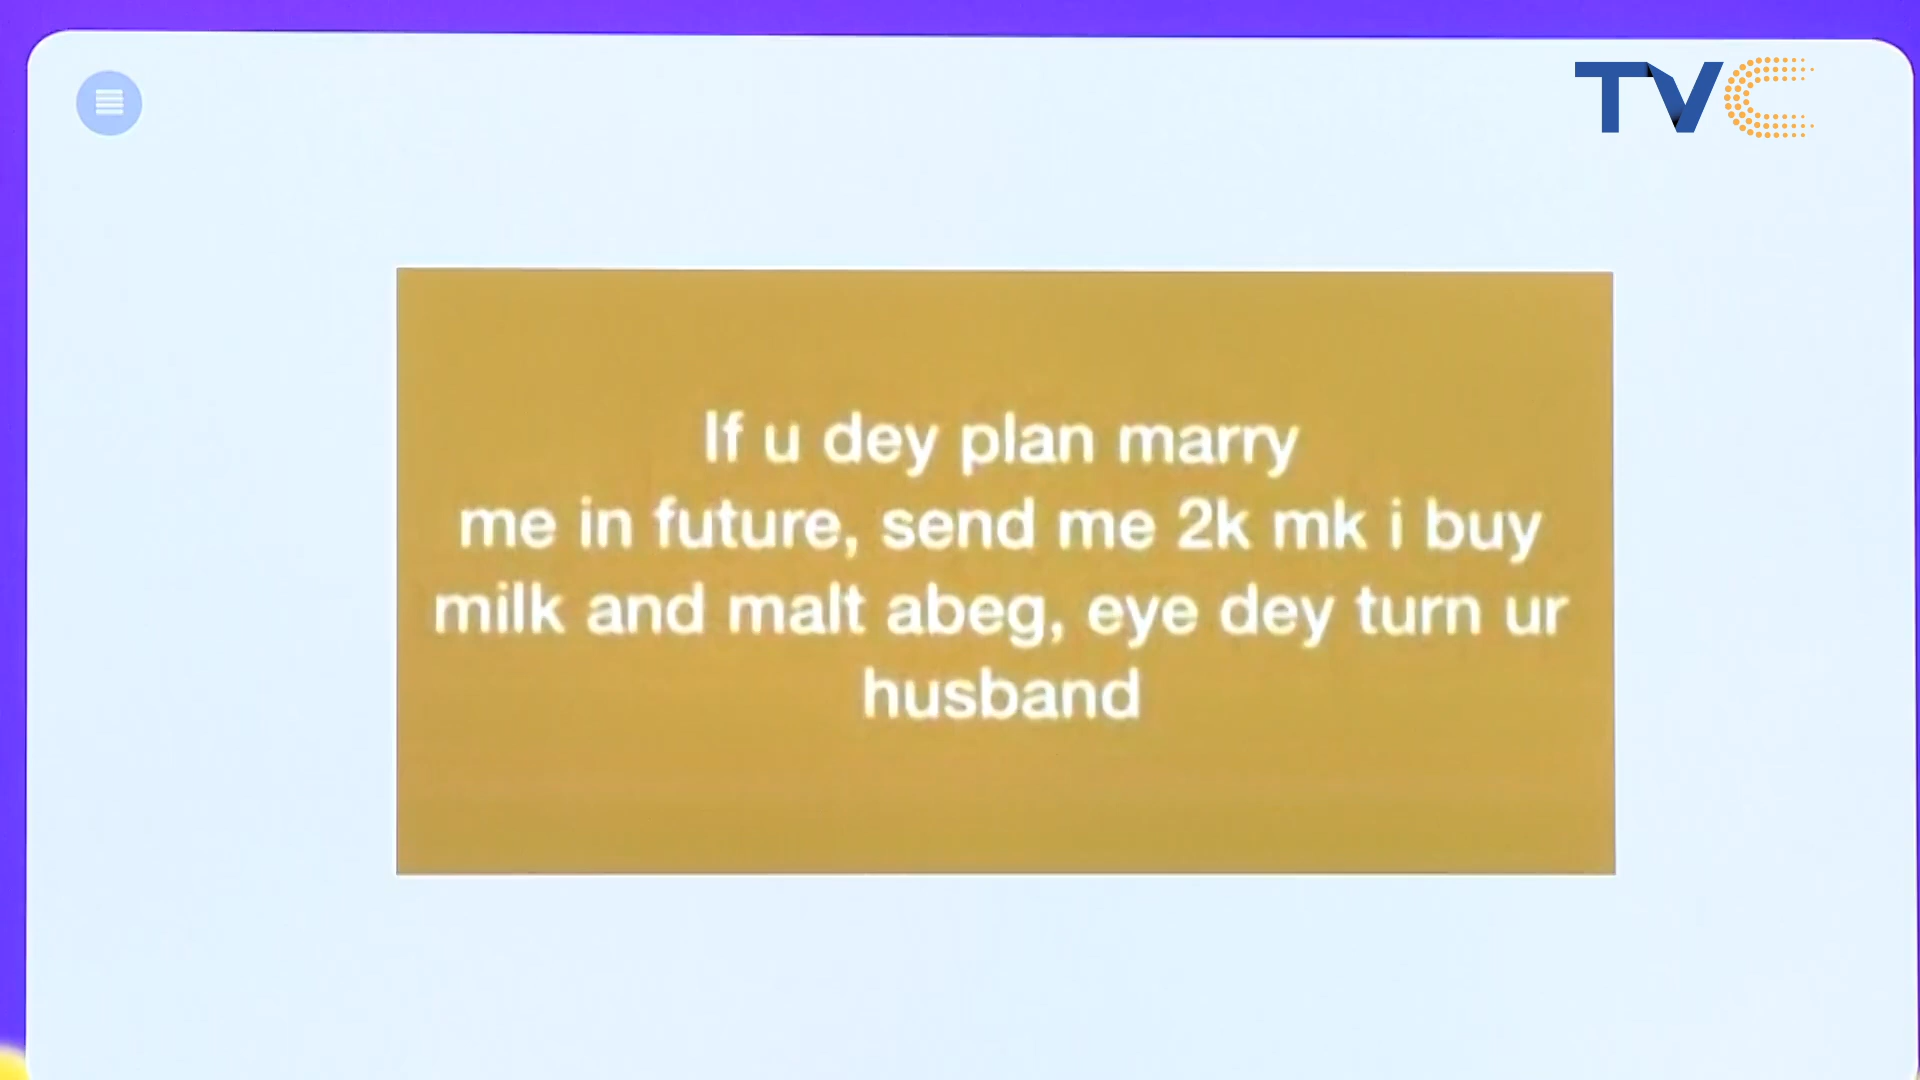 TVC
If u dey plan marry
me in future, send me 2k mk i buy
milk and malt abeg, eye dey turn ur
husband